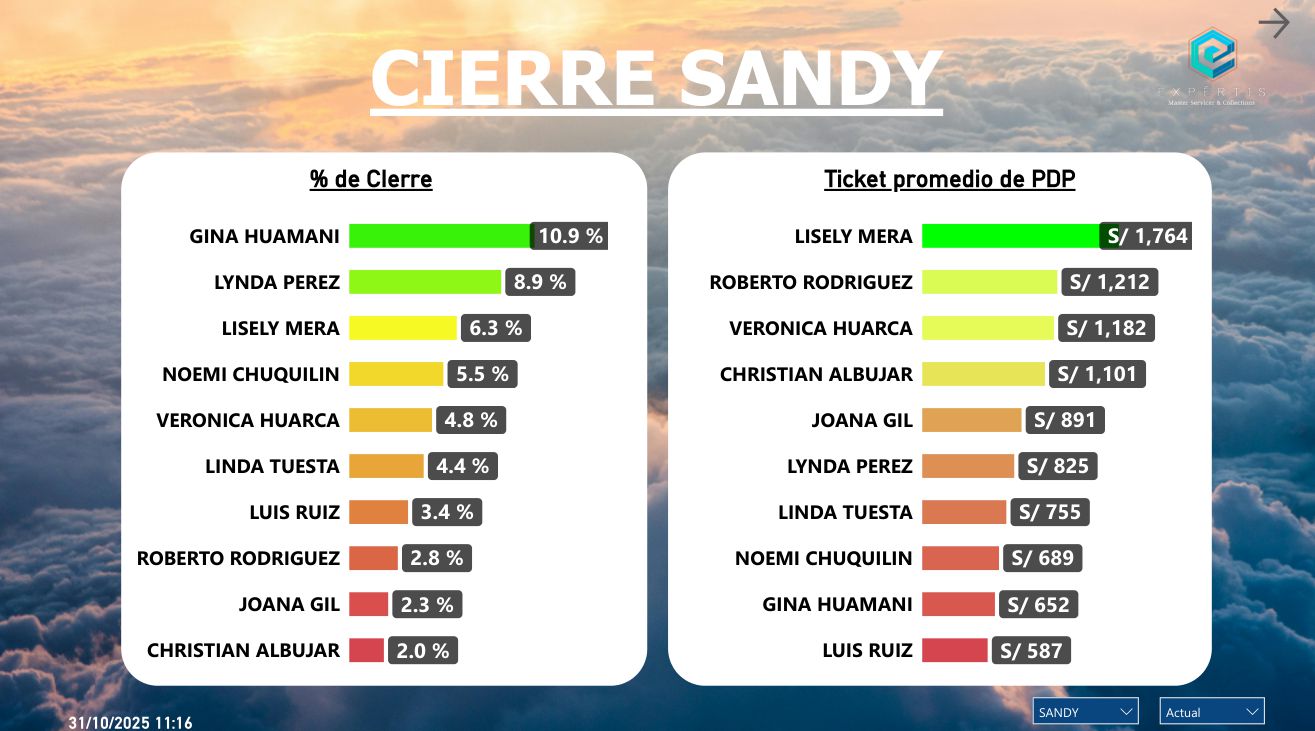 CIERRE SANDY
EXPERTIS
Master Servicer & Collections
% de Cierre
GINA HUAMANI 10.9 %
LYNDA PEREZ 8.9 %
LISELY MERA 6.3 %
NOEMI CHUQUILIN 5.5 %
VERONICA HUARCA 4.8 %
LINDA TUESTA 4.4 %
LUIS RUIZ 3.4 %
ROBERTO RODRIGUEZ 2.8 %
JOANA GIL 2.3 %
CHRISTIAN ALBUJAR 2.0 %
Ticket promedio de PDP
LISELY MERA S/ 1,764
ROBERTO RODRIGUEZ S/ 1,212
VERONICA HUARCA S/ 1,182
CHRISTIAN ALBUJAR S/ 1,101
JOANA GIL S/ 891
LYNDA PEREZ S/ 825
LINDA TUESTA S/ 755
NOEMI CHUQUILIN S/ 689
GINA HUAMANI S/ 652
LUIS RUIZ S/ 587
31/10/2025 11:16
SANDY
Actual